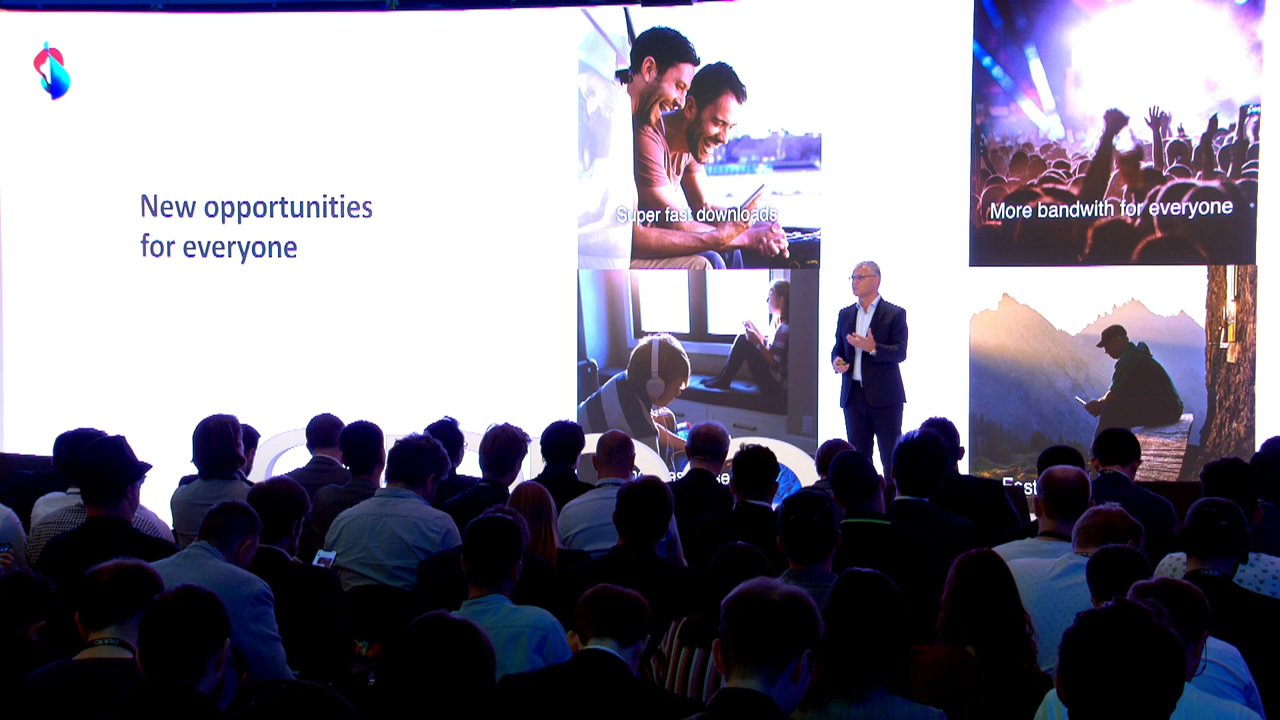 New opportunities
for everyone
Super fast downloads
More bandwith for everyone